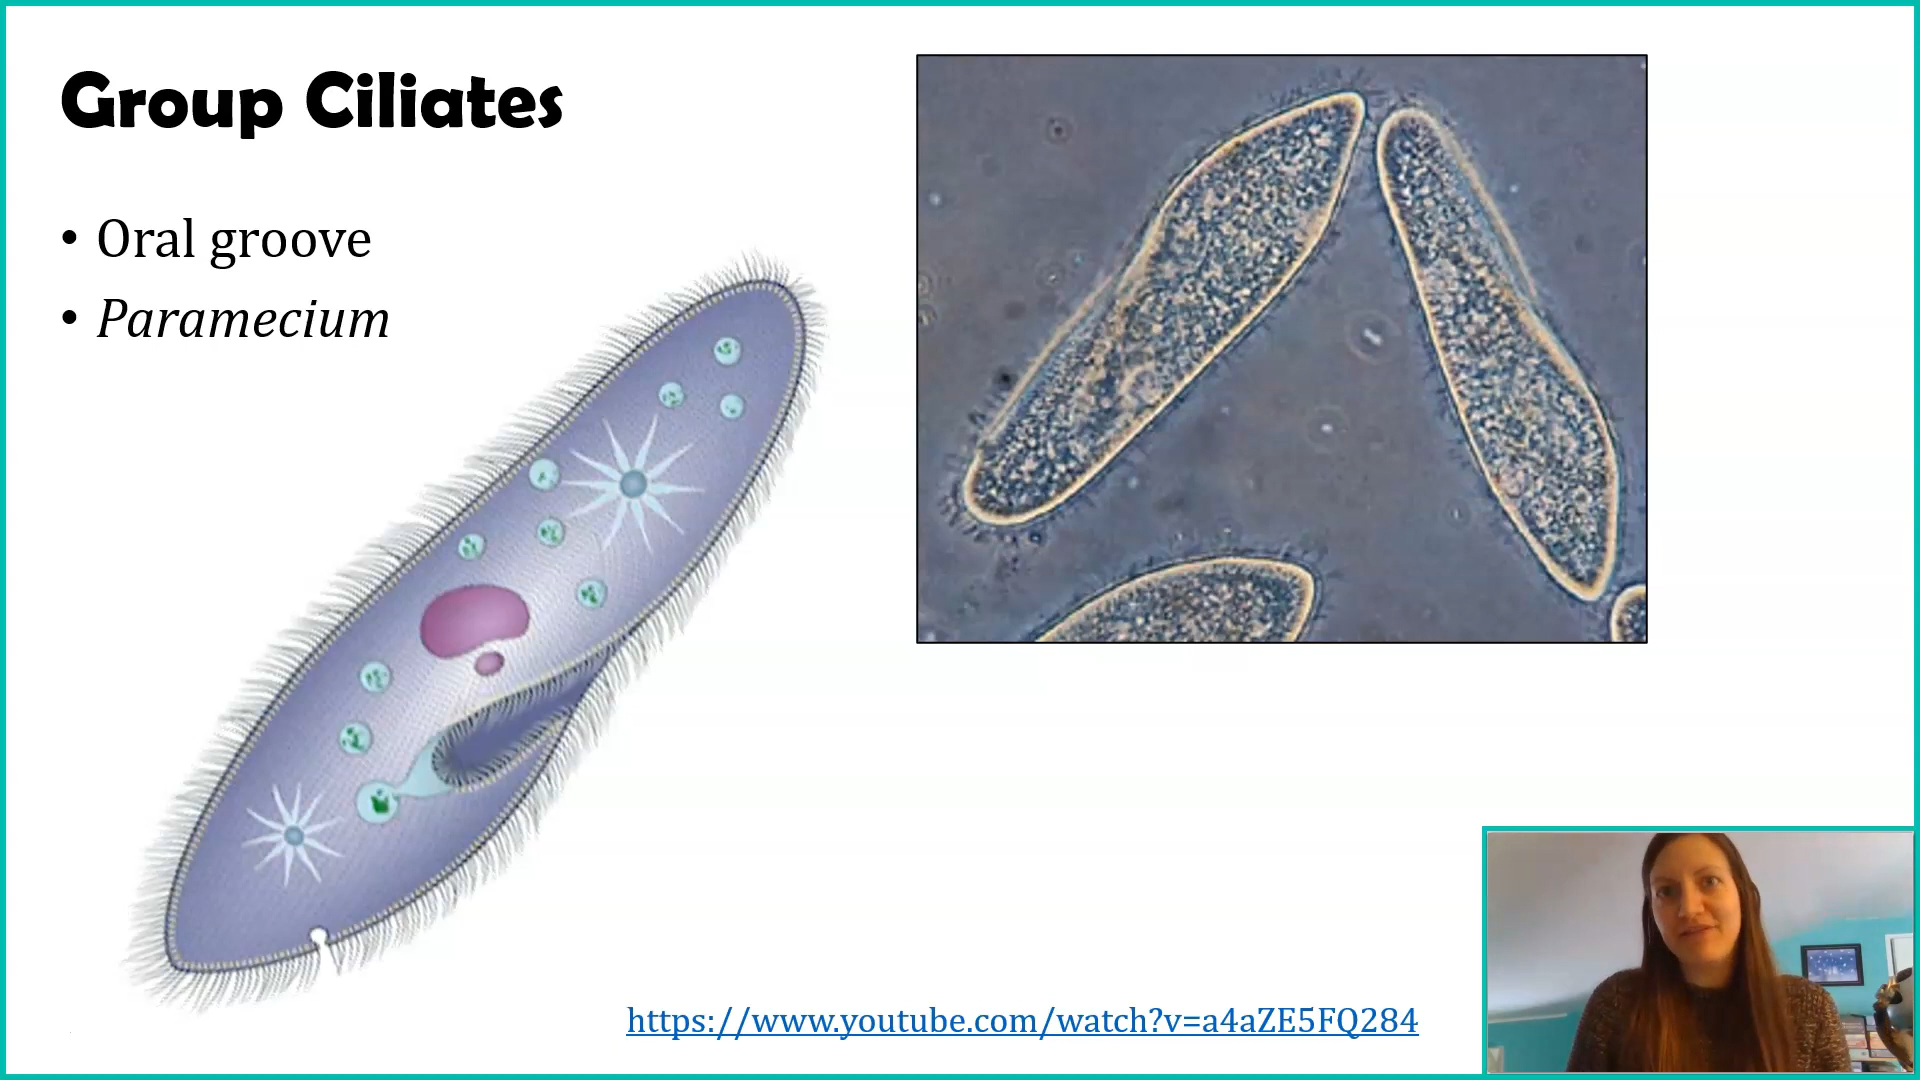 Group Ciliates
• Oral groove
• Paramecium
https://www.youtube.com/watch?v=a4aZE5FQ284